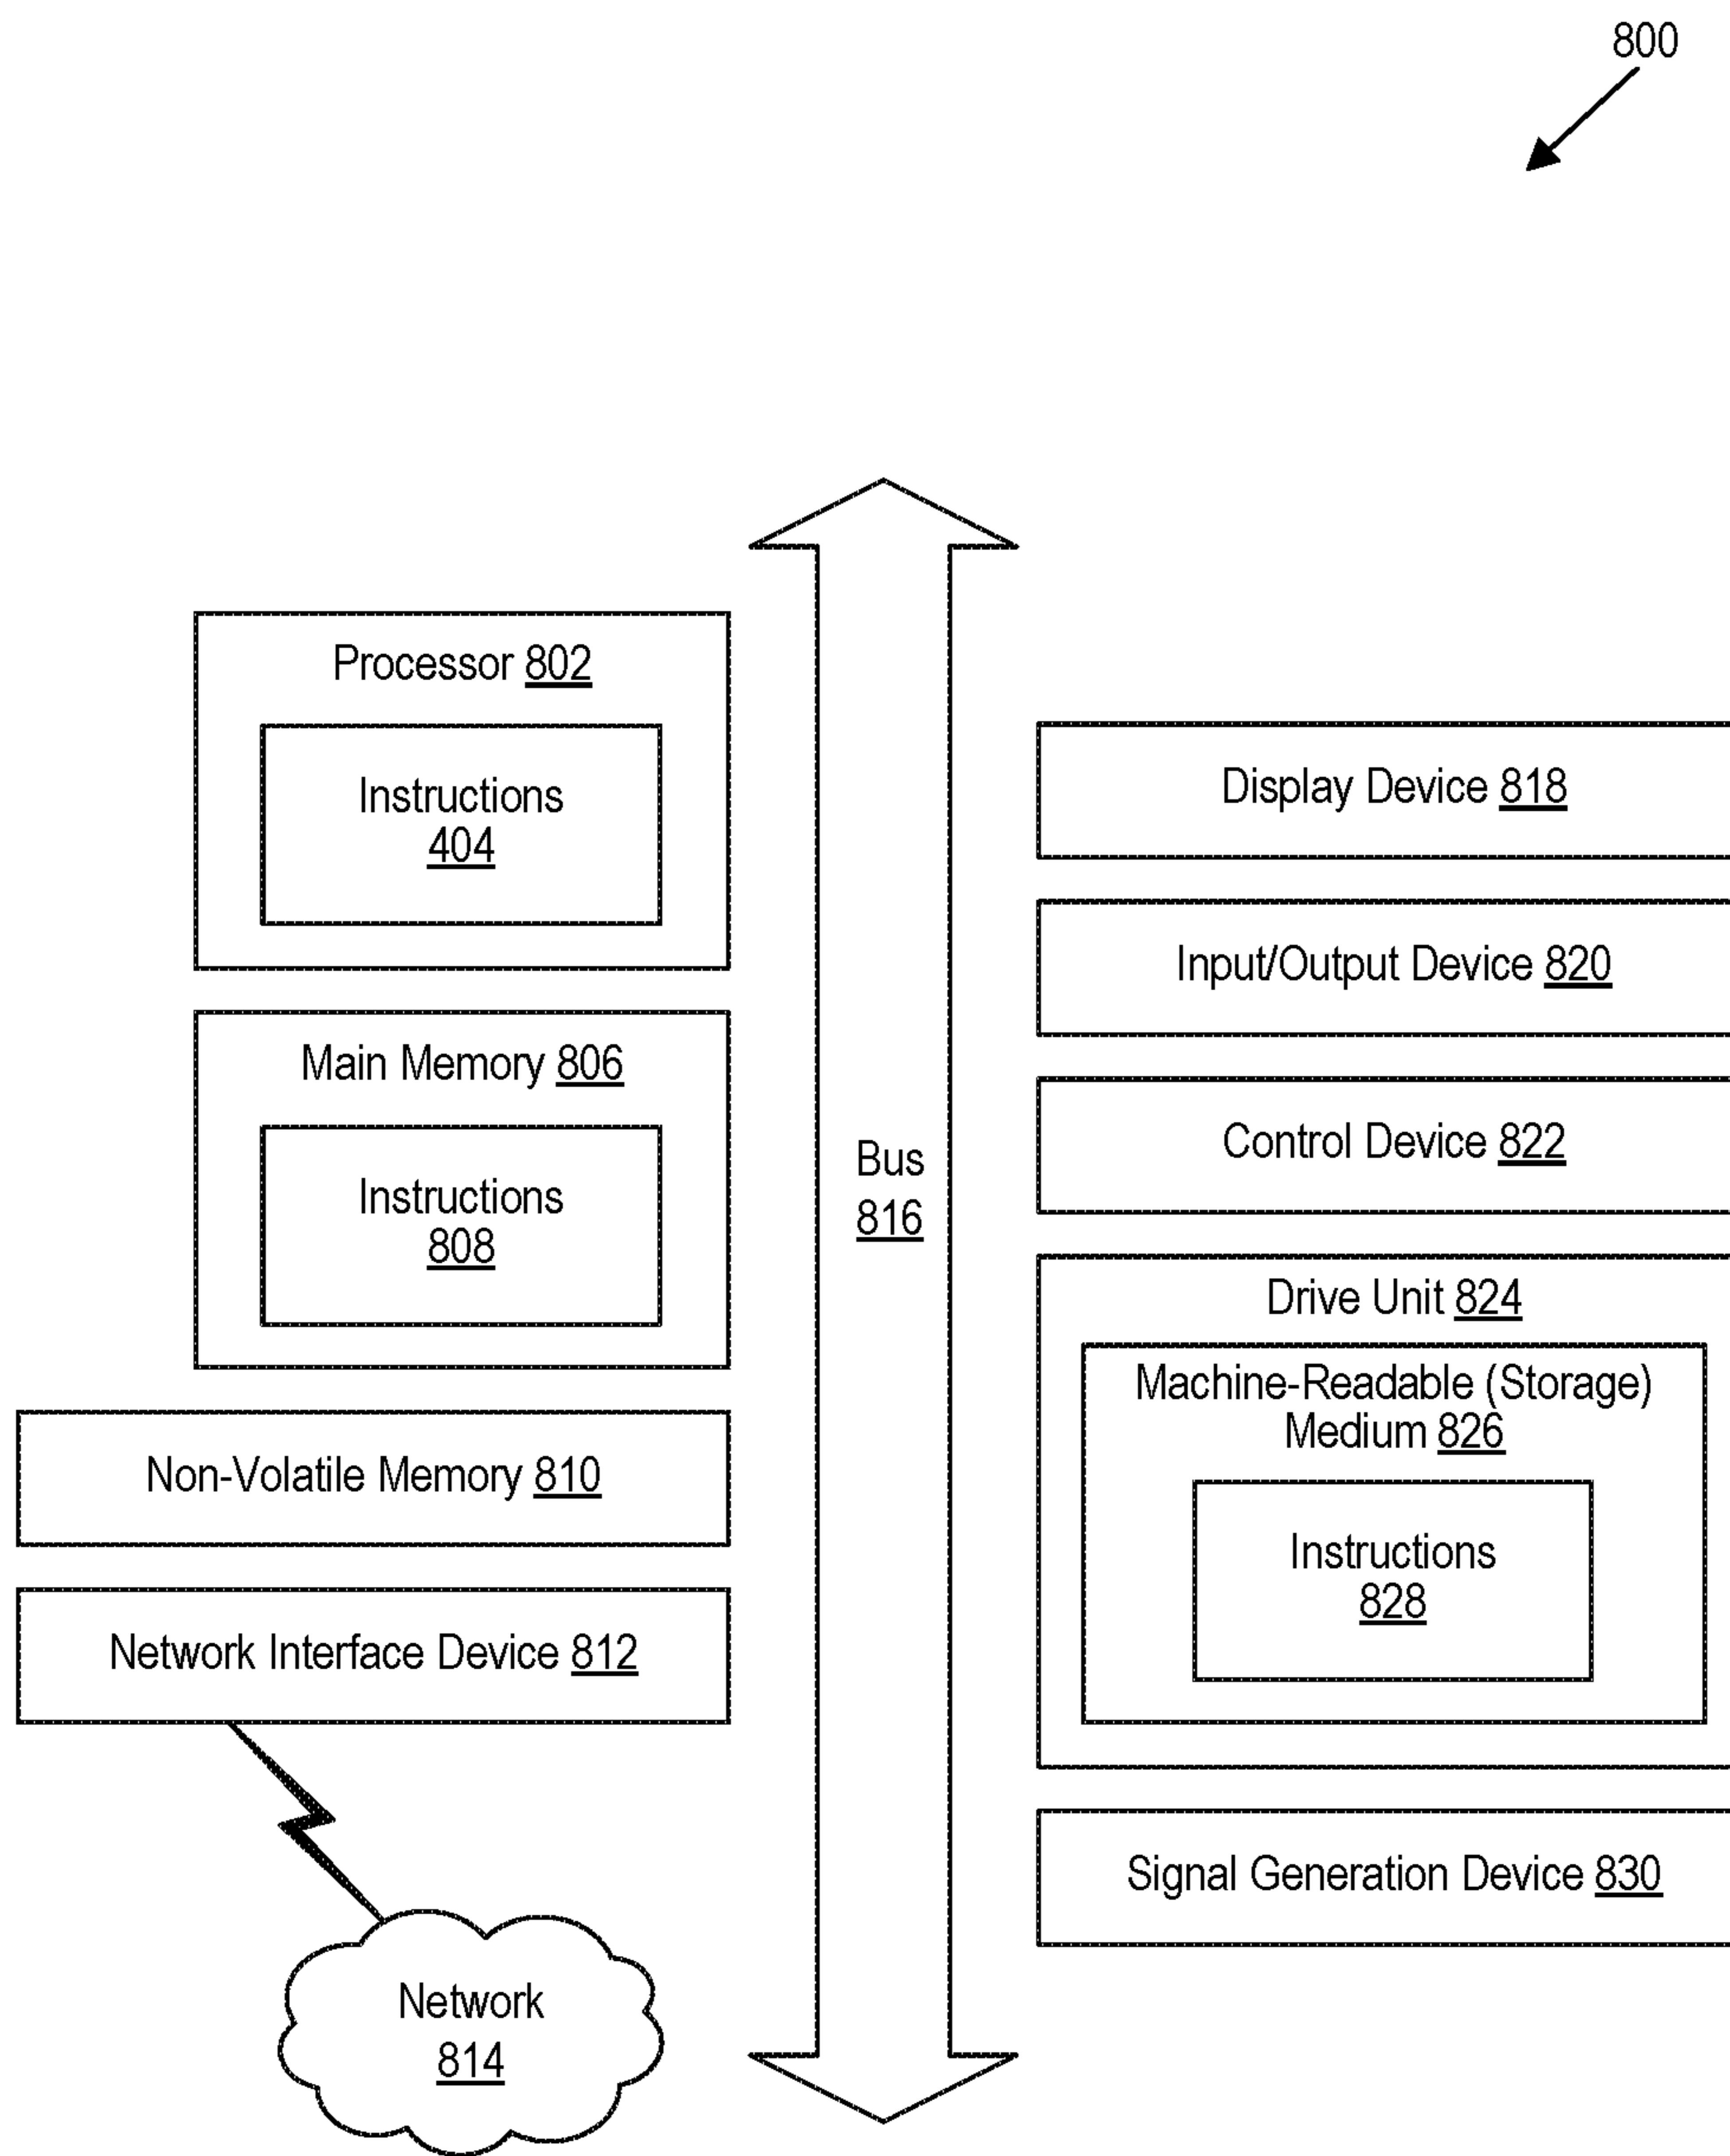 800
Processor 802
Instructions
404
Main Memory 806
Instructions
808
Non-Volatile Memory 810
Network Interface Device 812
Network
814
Bus
816
Display Device 818
Input/Output Device 820
Control Device 822
Drive Unit 824
Machine-Readable (Storage)
Medium 826
Instructions
828
Signal Generation Device 830